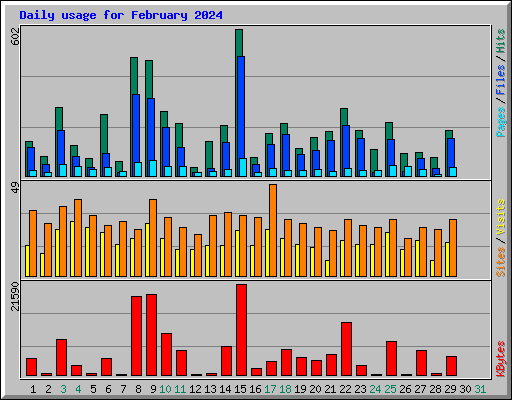 Daily usage for February 2024
602
Pages / Files / Hits
49
Sites / Visits
21590
KBytes
1 2 3 4 5 6 7 8 9 10 11 12 13 14 15 16 17 18 19 20 21 22 23 24 25 26 27 28 29 30 31